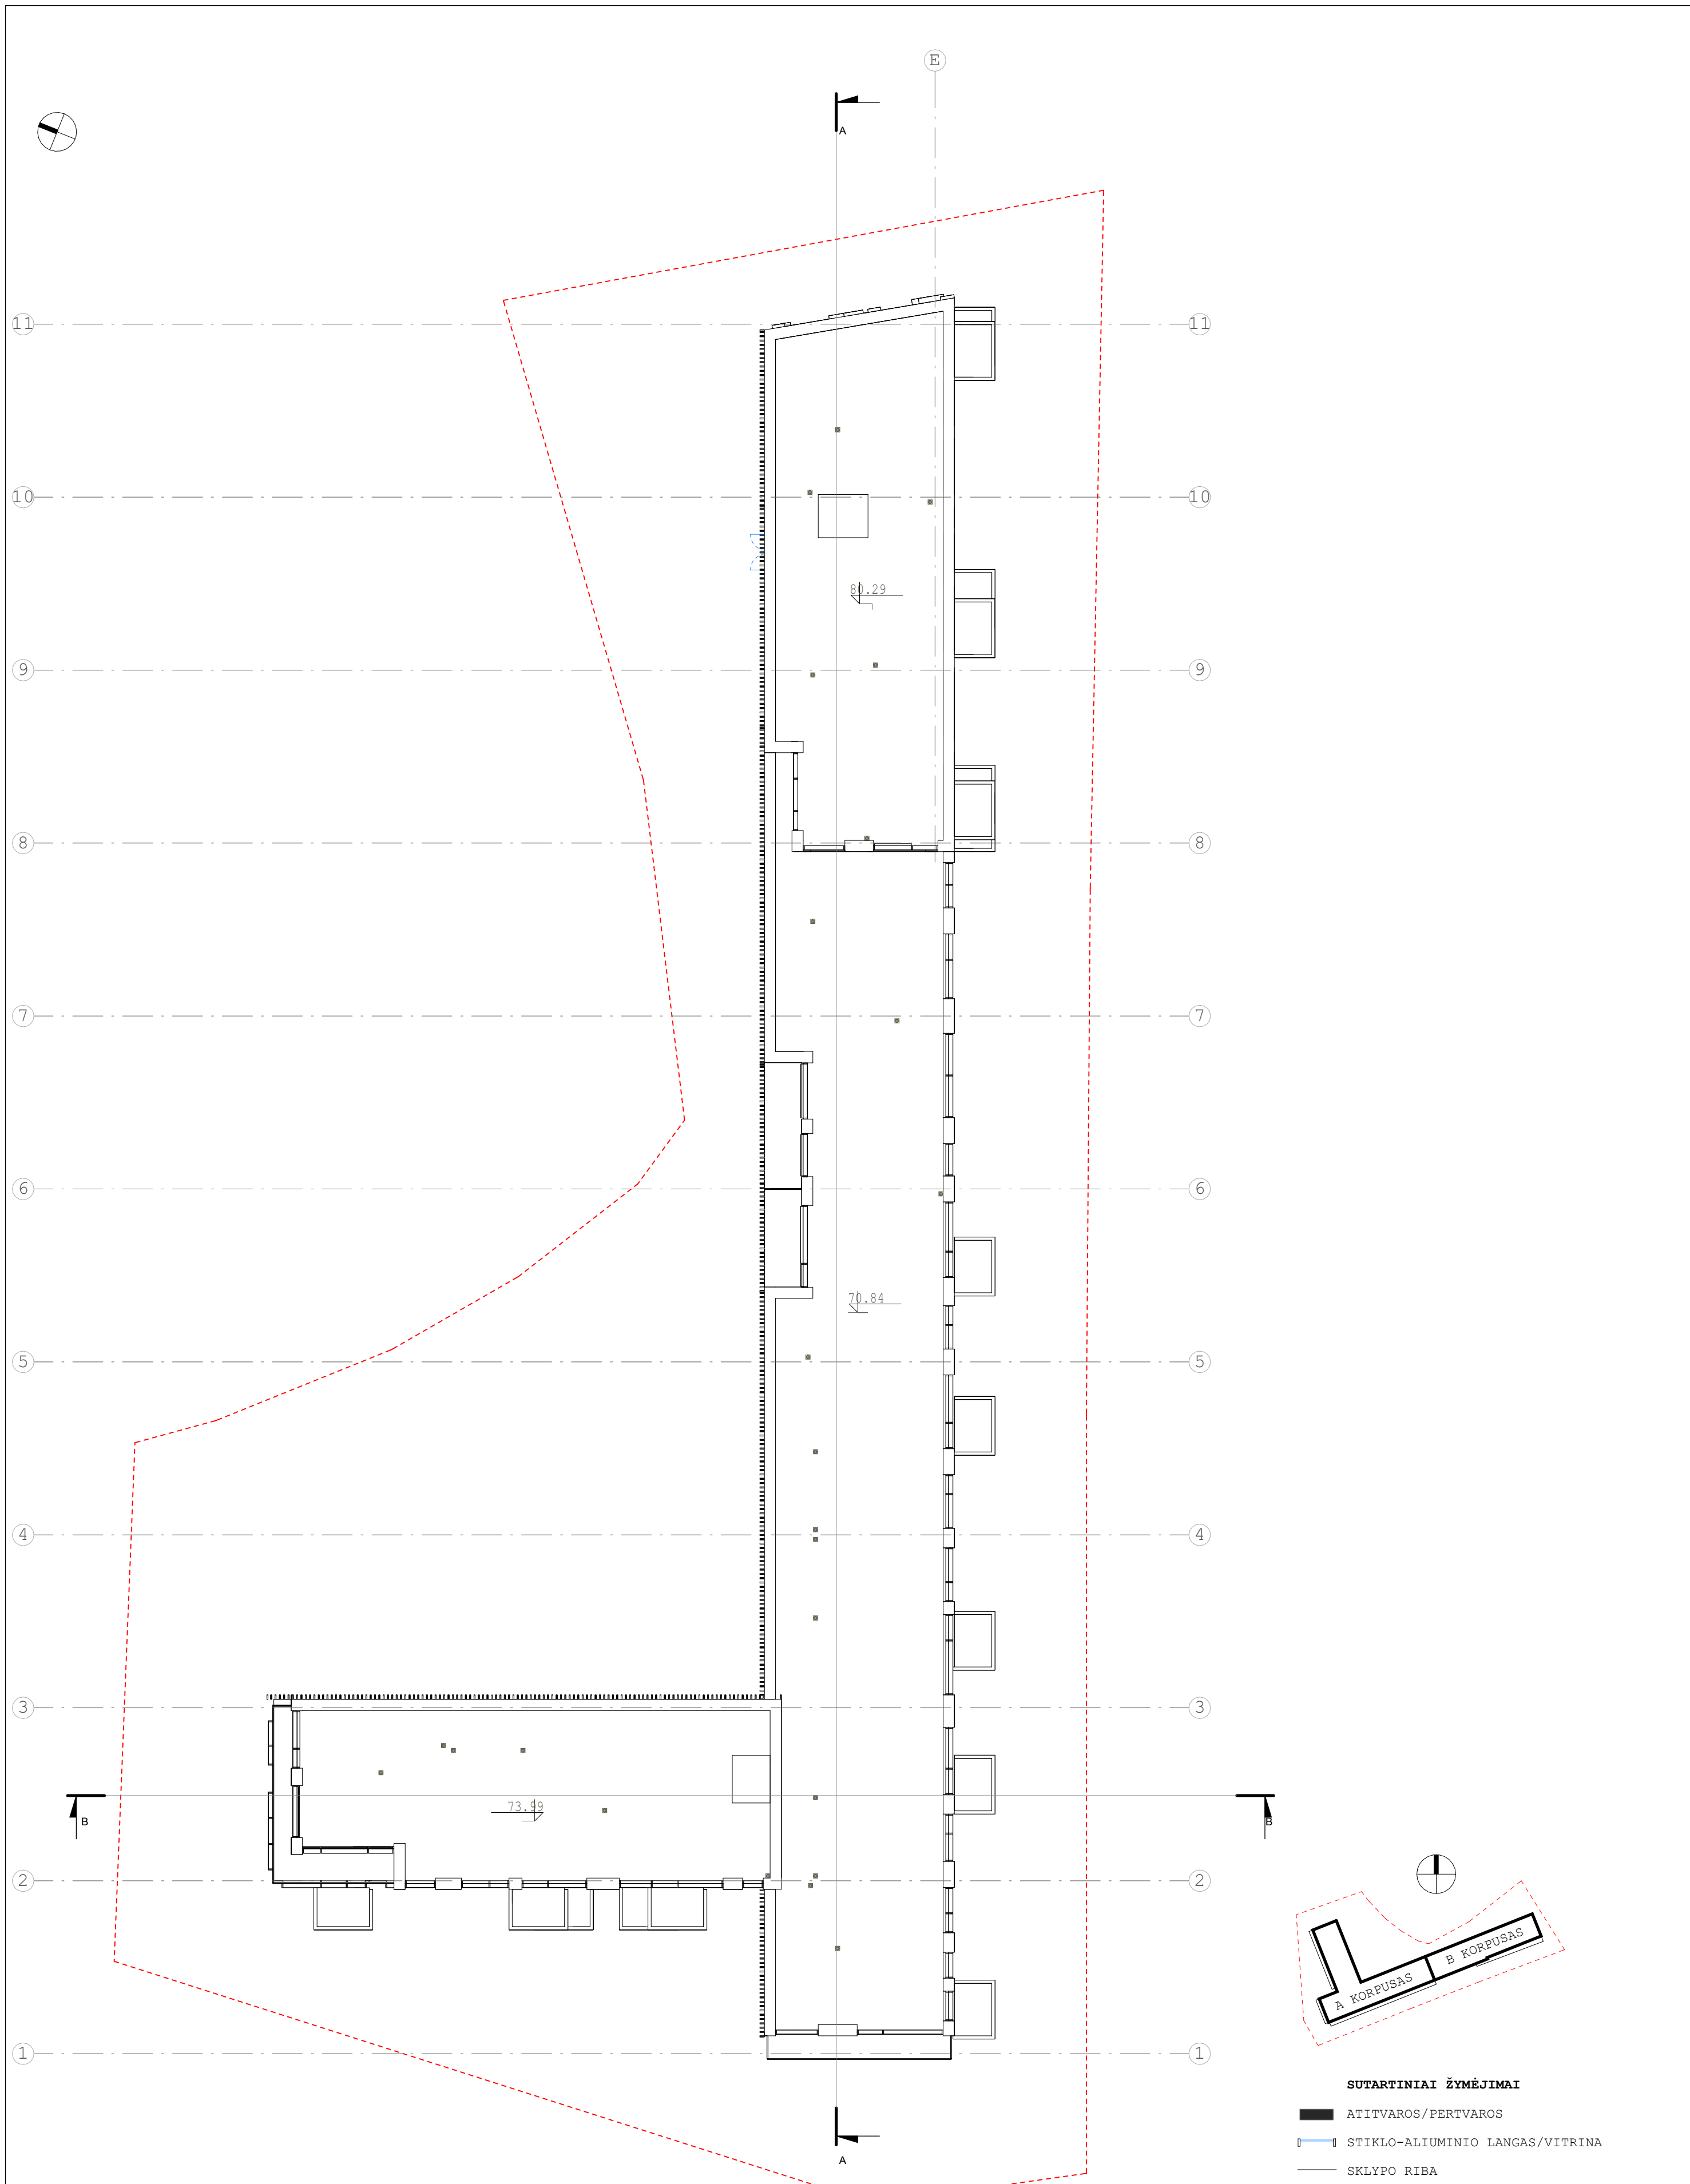 E
A
11 11
10 10
80.29
9 9
8 8
7 7
6 6
70.84
5 5
4 4
3 3
73.99
B B
2 2
B KORPUSAS
A KORPUSAS
1 1
SUTARTINIAI ŽYMĖJIMAI
ATITVAROS/PERTVAROS
STIKLO-ALIUMINIO LANGAS/VITRINA
A
SKLYPO RIBA